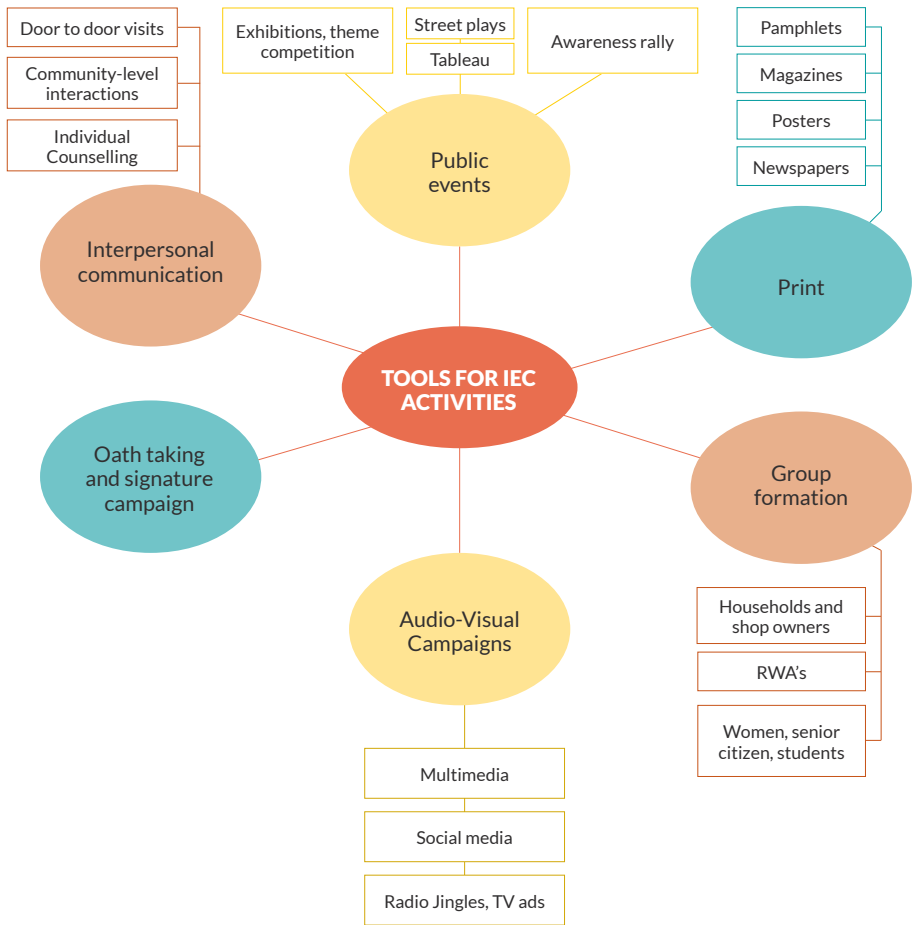 Door to door visits
Community-level
interactions
Individual
Counselling
Interpersonal
communication
Exhibitions, theme
competition
Street plays
Tableau
Awareness rally
Public
events
Pamphlets
Magazines
Posters
Newspapers
Print
TOOLS FOR IEC
ACTIVITIES
Oath taking
and signature
campaign
Group
formation
Households and
shop owners
RWA's
Women, senior
citizen, students
Audio-Visual
Campaigns
Multimedia
Social media
Radio Jingles, TV ads